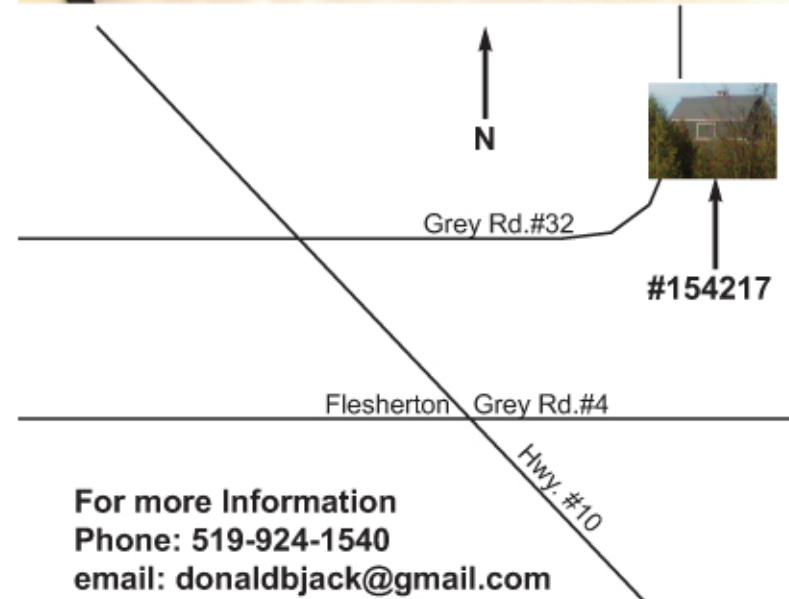 N
Grey Rd.#32
#154217
Flesherton Grey Rd.#4
Hwy. #10
For more Information
Phone: 519-924-1540
email: donaldbjack@gmail.com